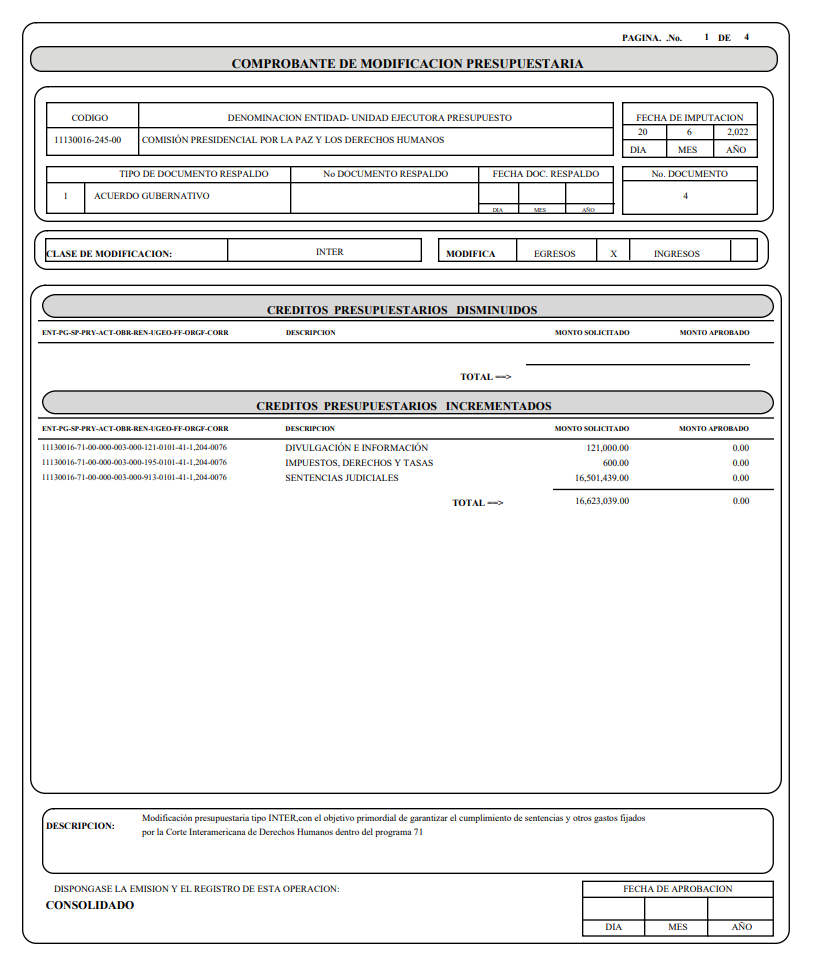 PAGINA. .No. 1 DE 4
COMPROBANTE DE MODIFICACION PRESUPUESTARIA
CODIGO DENOMINACION ENTIDAD- UNIDAD EJECUTORA PRESUPUESTO FECHA DE IMPUTACION
11130016-245-00 COMISIÓN PRESIDENCIAL POR LA PAZ Y LOS DERECHOS HUMANOS 20 6 2,022
DIA MES AÑO
TIPO DE DOCUMENTO RESPALDO No DOCUMENTO RESPALDO FECHA DOC. RESPALDO No. DOCUMENTO
1 ACUERDO GUBERNATIVO 4
DIA MES AÑO
CLASE DE MODIFICACION: INTER MODIFICA EGRESOS X INGRESOS
CREDITOS PRESUPUESTARIOS DISMINUIDOS
ENT-PG-SP-PRY-ACT-OBR-REN-UGEO-FF-ORGF-CORR DESCRIPCION MONTO SOLICITADO MONTO APROBADO
TOTAL ==>
CREDITOS PRESUPUESTARIOS INCREMENTADOS
ENT-PG-SP-PRY-ACT-OBR-REN-UGEO-FF-ORGF-CORR DESCRIPCION MONTO SOLICITADO MONTO APROBADO
11130016-71-00-000-003-000-121-0101-41-1,204-0076 DIVULGACIÓN E INFORMACIÓN 121,000.00 0.00
11130016-71-00-000-003-000-195-0101-41-1,204-0076 IMPUESTOS, DERECHOS Y TASAS 600.00 0.00
11130016-71-00-000-003-000-913-0101-41-1,204-0076 SENTENCIAS JUDICIALES 16,501,439.00 0.00
TOTAL ==> 16,623,039.00 0.00
DESCRIPCION: Modificación presupuestaria tipo INTER,con el objetivo primordial de garantizar el cumplimiento de sentencias y otros gastos fijados
por la Corte Interamericana de Derechos Humanos dentro del programa 71
DISPONGASE LA EMISION Y EL REGISTRO DE ESTA OPERACION: FECHA DE APROBACION
CONSOLIDADO
DIA MES AÑO